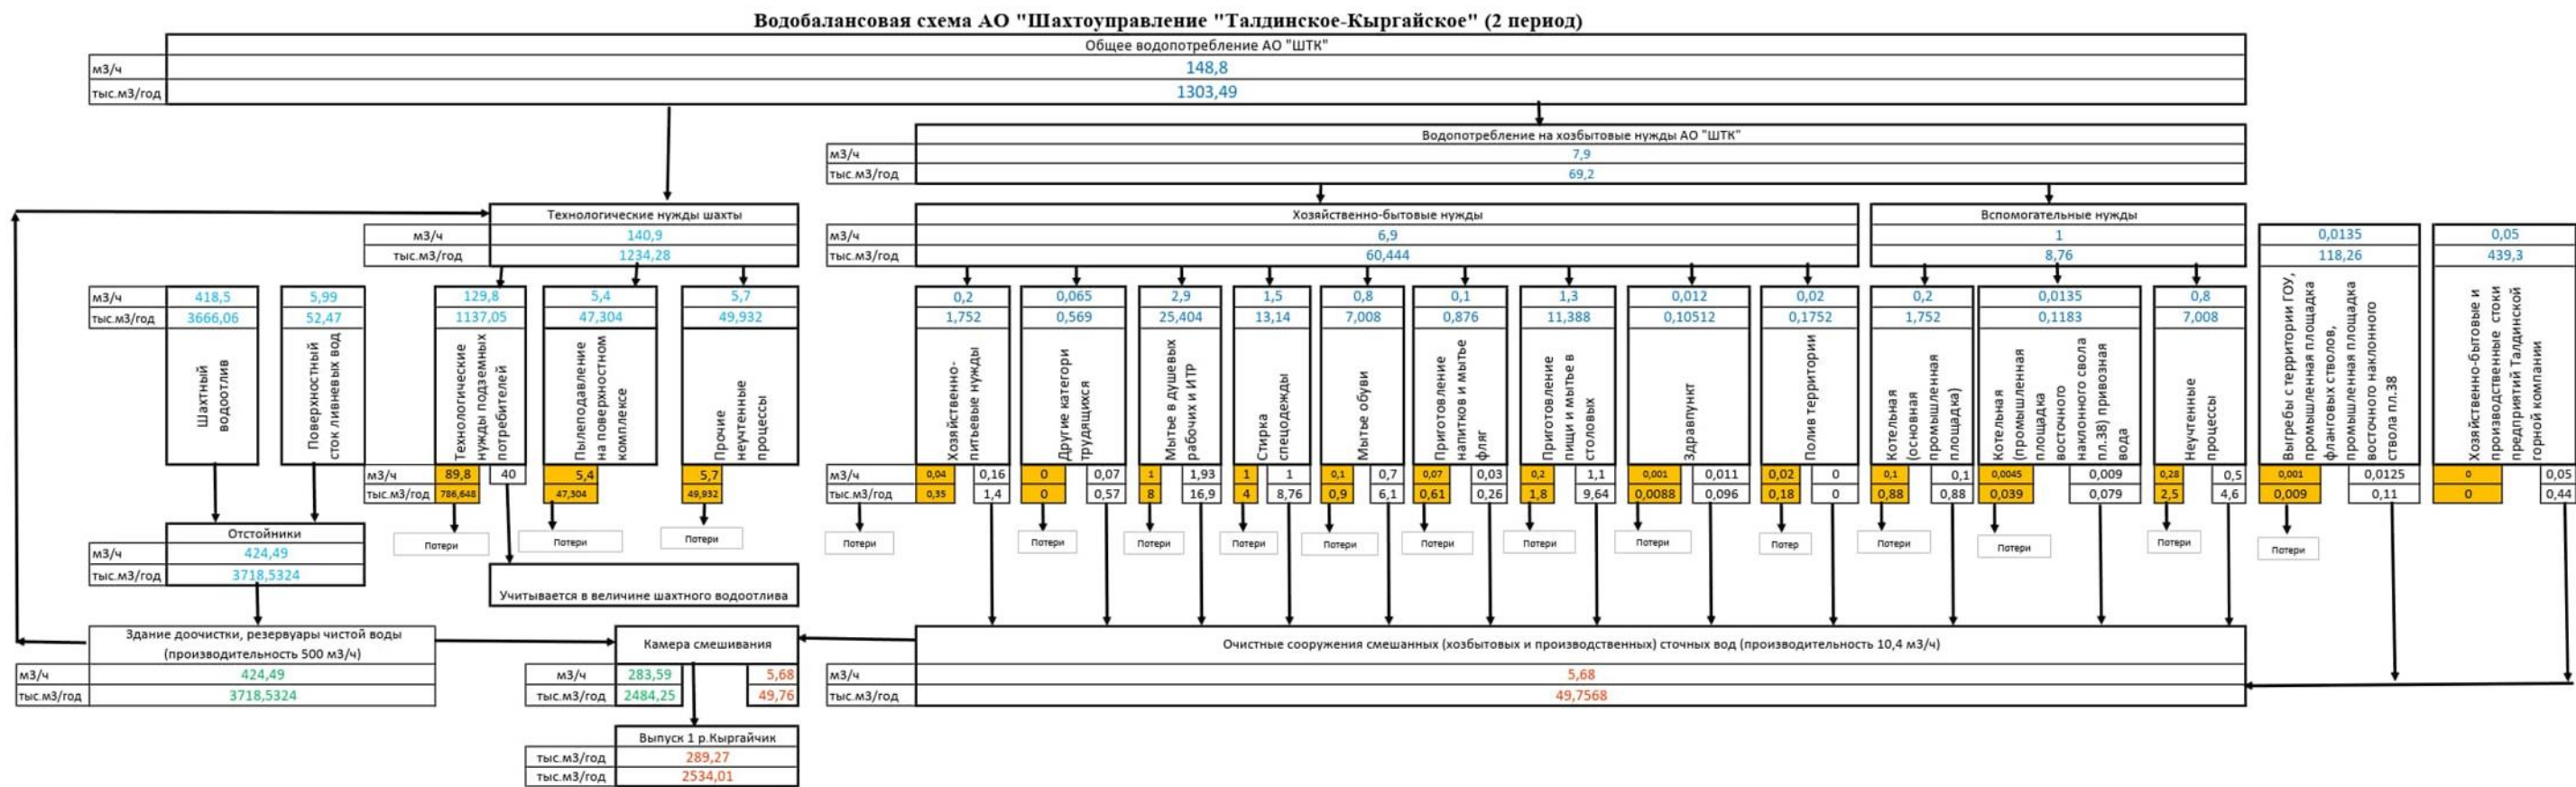 Водобалансовая схема АО "Шахтоуправление "Талдинское-Кыргайское" (2 период)
Общее водопотребление АО "ШТК"
м3/ч 148,8
тыс.м3/год 1303,49
Водопотребление на хозбытовые нужды АО "ШТК"
м3/ч 7,9
тыс.м3/год 69,2
Технологические нужды шахты
м3/ч 140,9
тыс.м3/год 1234,28
Хозяйственно-бытовые нужды
м3/ч 6,9
тыс.м3/год 60,444
Вспомогательные нужды
1
8,76
0,0135
118,26
0,05
439,3
м3/ч 418,5 5,99 129,8 5,4 5,7
тыс.м3/год 3666,06 52,47 1137,05 47,304 49,932
0,2 0,065 2,9 1,5 0,8 0,1 1,3 0,012 0,02 0,2 0,0135 0,8
1,752 0,569 25,404 13,14 7,008 0,876 11,388 0,10512 0,1752 1,752 0,1183 7,008
Шахтный
водоотлив
Поверхностный
сток ливневых вод
Технологические
нужды подземных
потребителей
Пылеподавление
на поверхностном
комплексе
Прочие
неучтенные
процессы
Хозяйственно-
питьевые нужды
Другие категори
трудящихся
Мытье в душевых
рабочих и ИТР
Стирка
спецодежды
Мытье обуви
Приготовление
напитков и мытье
фляг
Приготовление
пищи и мытье в
столовых
Здравпункт
Полив территории
Котельная
(основная
промышленная
площадка)
Котельная
(промышленная
площадка
восточного
наклонного свола
пл.38) привозная
вода
Неучтенные
процессы
Выгребы с территории ГОУ,
промышленная площадка
фланговых стволов,
промышленная площадка
восточного наклонного
ствола пл.38
Хозяйственно-бытовые и
производственные стоки
предприятий Талдинской
горной компании
м3/ч 89,8 40 5,4 5,7
тыс.м3/год 786,648 47,304 49,932
м3/ч 0,04 0,16 0 0,07 1 1,93 1 1 0,1 0,7 0,07 0,03 0,2 1,1 0,001 0,011 0,02 0 0,1 0,1 0,0045 0,009 0,28 0,5 0,001 0,0125 0 0,05
тыс.м3/год 0,35 1,4 0 0,57 8 16,9 4 8,76 0,9 6,1 0,61 0,26 1,8 9,64 0,0088 0,096 0,18 0 0,88 0,88 0,039 0,079 2,5 4,6 0,009 0,11 0 0,44
Потери Потери Потери Потери Потери Потери Потери Потери Потери Потери Потери Потер Потери Потери Потери Потери
Отстойники
м3/ч 424,49
тыс.м3/год 3718,5324
Учитывается в величине шахтного водоотлива
Здание доочистки, резервуары чистой воды
(производительность 500 м3/ч)
м3/ч 424,49
тыс.м3/год 3718,5324
Камера смешивания
м3/ч 283,59 5,68
тыс.м3/год 2484,25 49,76
Очистные сооружения смешанных (хозбытовых и производственных) сточных вод (производительность 10,4 м3/ч)
м3/ч 5,68
тыс.м3/год 49,7568
Выпуск 1 р.Кыргайчик
тыс.м3/год 289,27
тыс.м3/год 2534,01